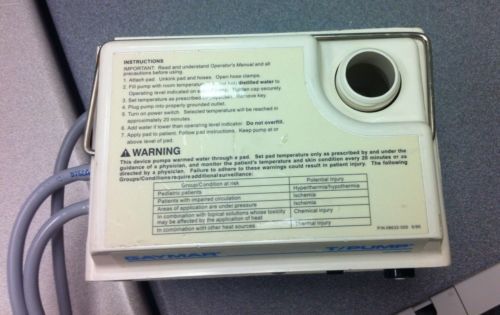 INSTRUCTIONS
IMPORTANT: Read and understand Operator's Manual and all
precautions before using.
1. Attach pad. Unkink pad and hoses. Open hose clamps.
2. Fill pump with room temperature distilled water to
Operating level indicated on Tighten cap securely.
3. Set temperature as prescribed Remove key.
4. Plug pump into properly grounded outlet.
5. Turn on power switch. Selected temperature will be reached in
approximately 20 minutes.
6. Add water if lower than operating level indicator. Do not overfill.
7. Apply pad to patient. Follow pad instructions. Keep pump at or
above level of pad.
WARNING
This device pumps warmed water through a pad. Set pad temperature only as prescribed by and under the
guidance of a physician, and monitor the patient's temperature and skin condition every 20 minutes or as
directed by a physician. Failure to adhere to these warnings could result in patient injury. The following
Groups/Conditions require additional surveillance:
Group/Condition at risk Potential Injury
Pediatric patients Hyperthermia/hypothermia
Patients with impaired circulation Ischemia
Areas of application are under pressure Ischemia
In combination with topical solutions whose toxicity Chemical injury
may be affected by application of heat
In combination with other heat sources. Thermal Injury
GAYMAR T/PUMP